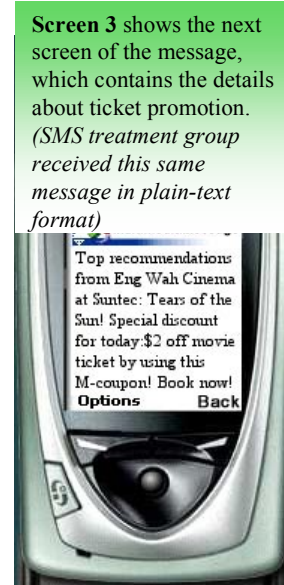 Screen 3 shows the next
screen of the message,
which contains the details
about ticket promotion.
(SMS treatment group
received this same
message in plain-text
format)
Top recommendations
from Eng Wah Cinema
at Suntec: Tears of the
Sun! Special discount
for today:$2 off movie
ticket by using this
M-coupon! Book now!
Options Back